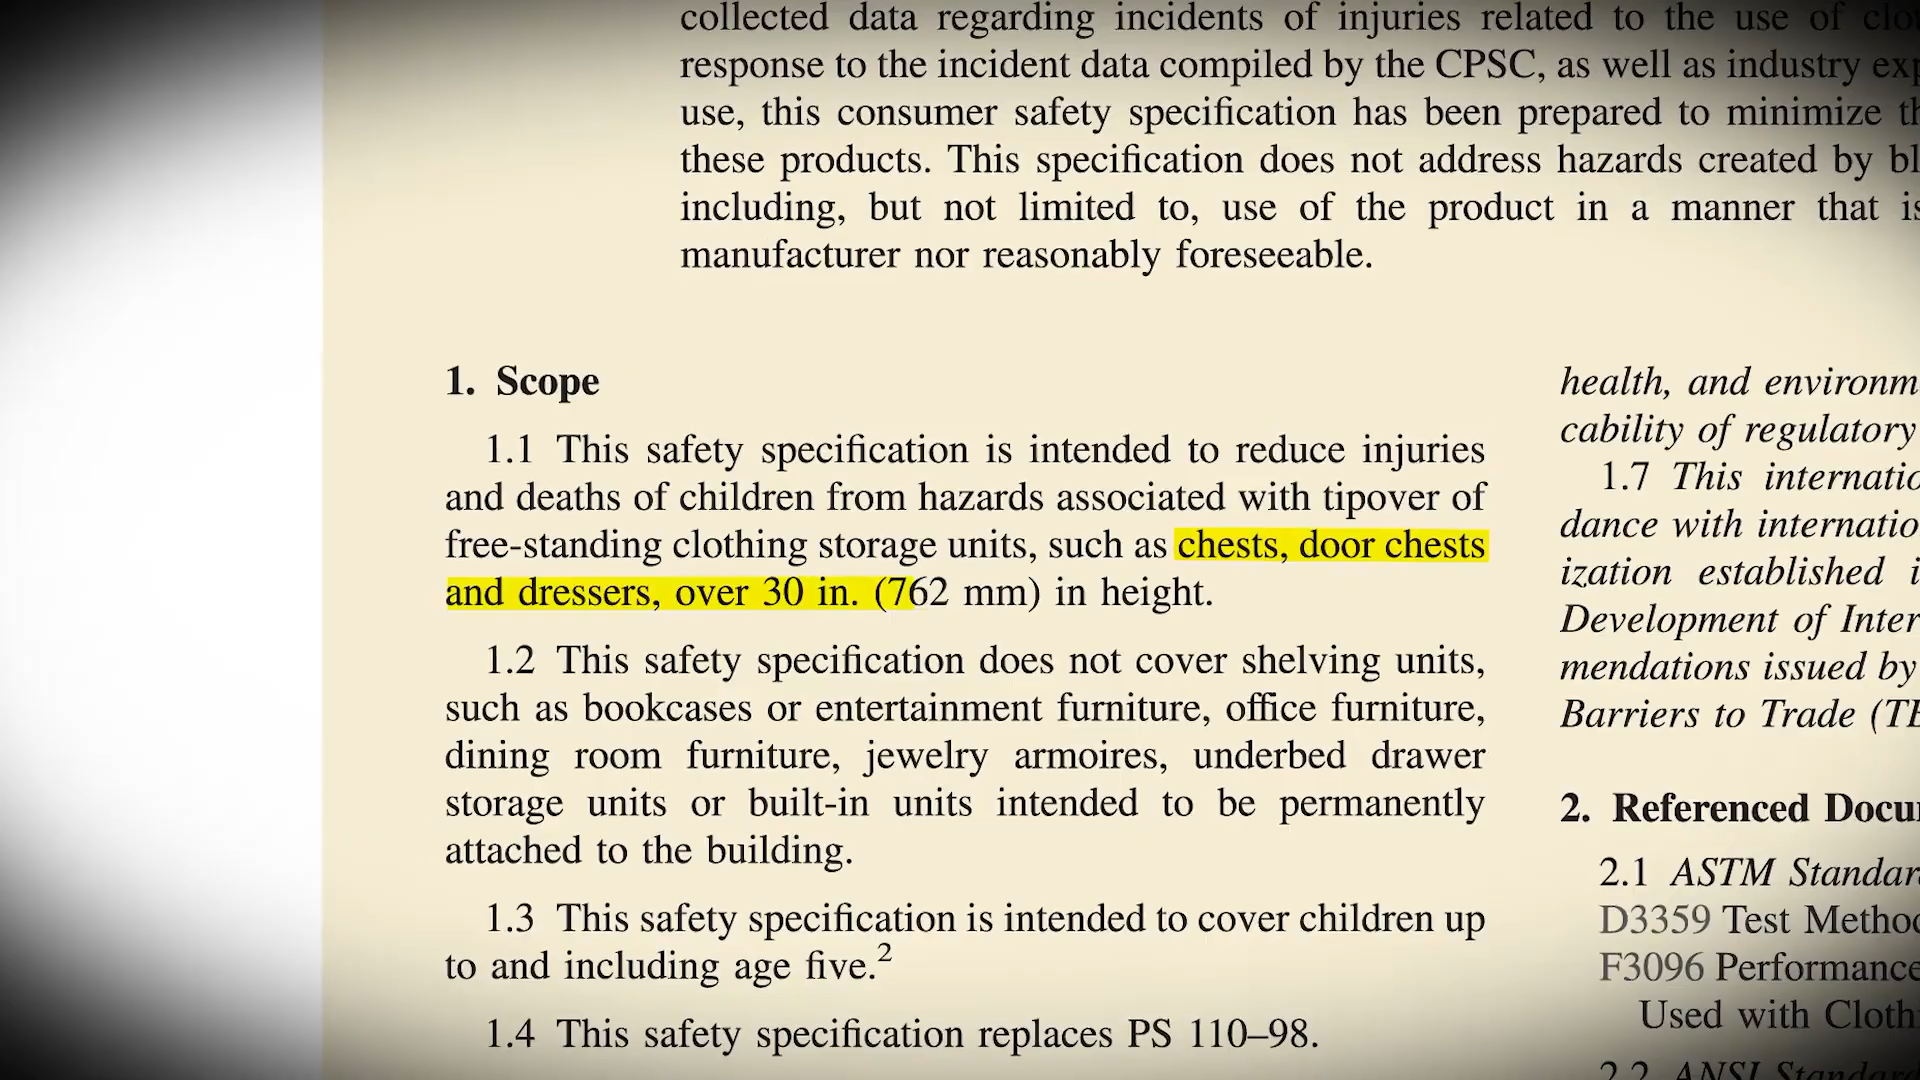 collected data regarding incidents of injuries related to the use of
response to the incident data compiled by the CPSC, as well as industry
use, this consumer safety specification has been prepared to minimize
these products. This specification does not address hazards created by
including, but not limited to, use of the product in a manner that
manufacturer nor reasonably foreseeable.
1. Scope
1.1 This safety specification is intended to reduce injuries
and deaths of children from hazards associated with tipover of
free-standing clothing storage units, such as chests, door chests
and dressers, over 30 in. (762 mm) in height.
1.2 This safety specification does not cover shelving units,
such as bookcases or entertainment furniture, office furniture,
dining room furniture, jewelry armoires, underbed drawer
storage units or built-in units intended to be permanently
attached to the building.
1.3 This safety specification is intended to cover children up
to and including age five.2
1.4 This safety specification replaces PS 110–98.
health, and
cability of regulatory
1.7 This
dance with
ization established
Development of
mendations issued by
Barriers to Trade
2. Referenced
2.1 ASTM
D3359 Test
F3096 Performance
Used with
2.2 ANSI